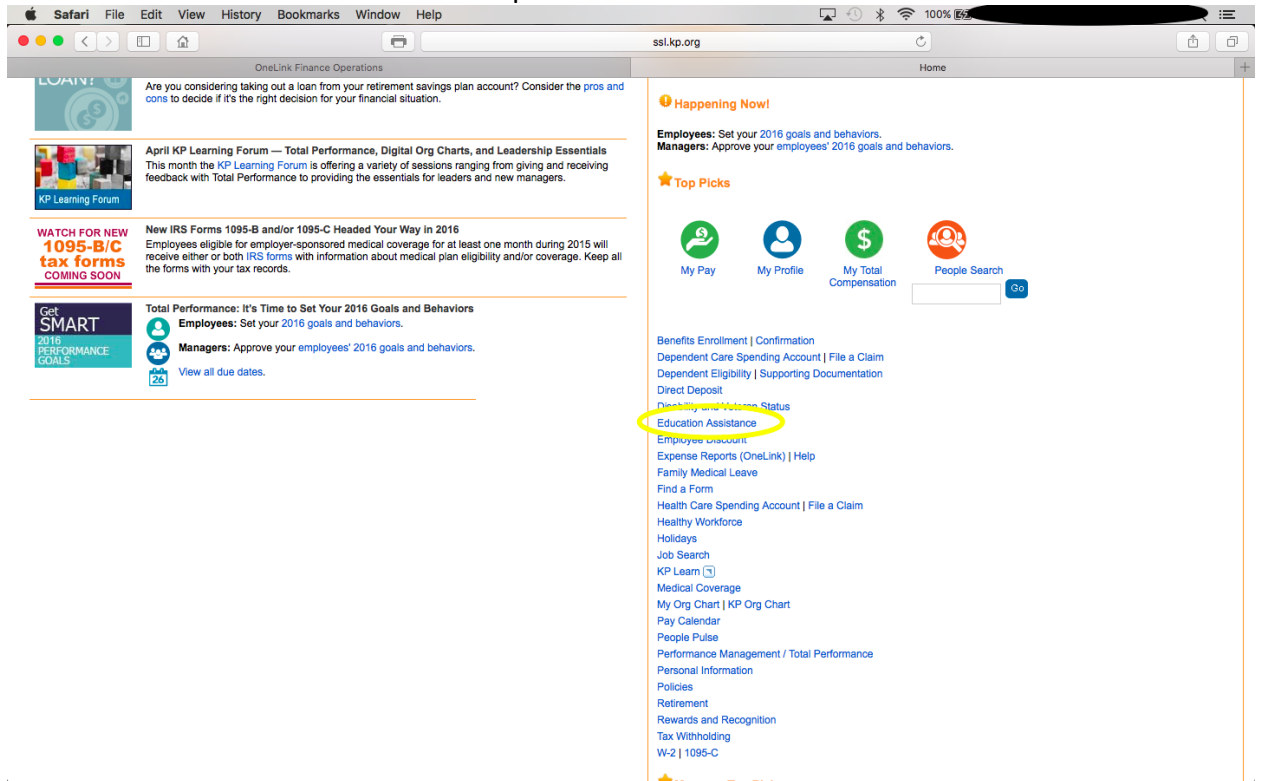 Safari File Edit View History Bookmarks Window Help 100%
ssl.kp.org
OneLink Finance Operations Home
LOAN?
Are you considering taking out a loan from your retirement savings plan account? Consider the pros and
cons to decide if it's the right decision for your financial situation.
April KP Learning Forum — Total Performance, Digital Org Charts, and Leadership Essentials
This month the KP Learning Forum is offering a variety of sessions ranging from giving and receiving
feedback with Total Performance to providing the essentials for leaders and new managers.
KP Learning Forum
WATCH FOR NEW
1095-B/C
tax forms
COMING SOON
New IRS Forms 1095-B and/or 1095-C Headed Your Way in 2016
Employees eligible for employer-sponsored medical coverage for at least one month during 2015 will
receive either or both IRS forms with information about medical plan eligibility and/or coverage. Keep all
the forms with your tax records.
Get
SMART
2016
PERFORMANCE
GOALS
Total Performance: It's Time to Set Your 2016 Goals and Behaviors
Employees: Set your 2016 goals and behaviors.
Managers: Approve your employees' 2016 goals and behaviors.
26
View all due dates.
Happening Now!
Employees: Set your 2016 goals and behaviors.
Managers: Approve your employees' 2016 goals and behaviors.
Top Picks
My Pay My Profile My Total People Search
Compensation
Go
Benefits Enrollment | Confirmation
Dependent Care Spending Account | File a Claim
Dependent Eligibility | Supporting Documentation
Direct Deposit
Disability and Veteran Status
Education Assistance
Employee Discount
Expense Reports (OneLink) | Help
Family Medical Leave
Find a Form
Health Care Spending Account | File a Claim
Healthy Workforce
Holidays
Job Search
KP Learn
Medical Coverage
My Org Chart | KP Org Chart
Pay Calendar
People Pulse
Performance Management / Total Performance
Personal Information
Policies
Retirement
Rewards and Recognition
Tax Withholding
W-2 | 1095-C